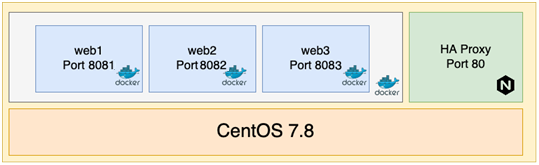 web1
Port 8081
docker
web2
Port 8082
docker
web3
Port 8083
docker
docker
HA Proxy
Port 80
N
CentOS 7.8